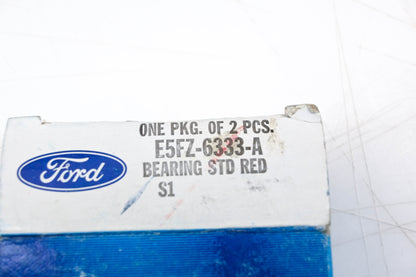 ONE PKG. OF 2 PCS.
E5FZ-6333-A
Ford
BEARING STD RED
S1